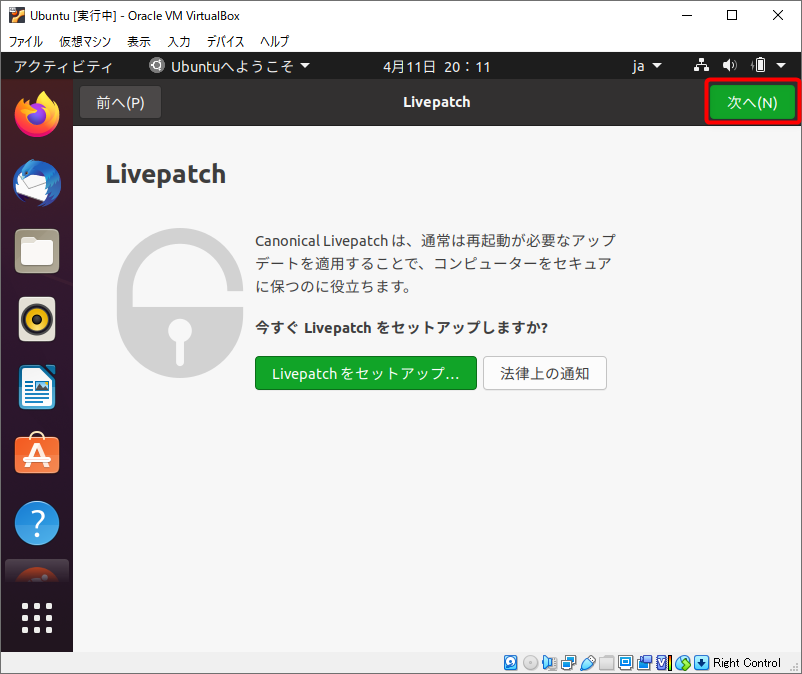 Ubuntu [実行中] - Oracle VM VirtualBox
ファイル 仮想マシン 表示 入力 デバイス ヘルプ
アクティビティ Ubuntuへようこそ 4月11日 20：11 ja
前へ(P) Livepatch 次へ(N)
Livepatch
Canonical Livepatch は、通常は再起動が必要なアップ
デートを適用することで、コンピューターをセキュア
に保つのに役立ちます。
今すぐ Livepatch をセットアップしますか?
Livepatch をセットアップ… 法律上の通知
Right Control